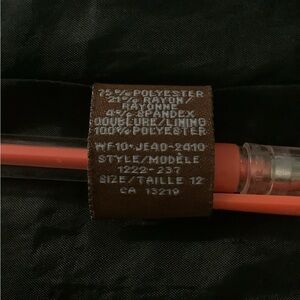 75% POLYESTER
21% RAYON/
RAYONNE
4% SPANDEX
DOUBLURE/LINING
100% POLYESTER
WF10-JE40-2410
STYLE/MODÈLE
1222-237
SIZE/TAILLE 12
CA 13219